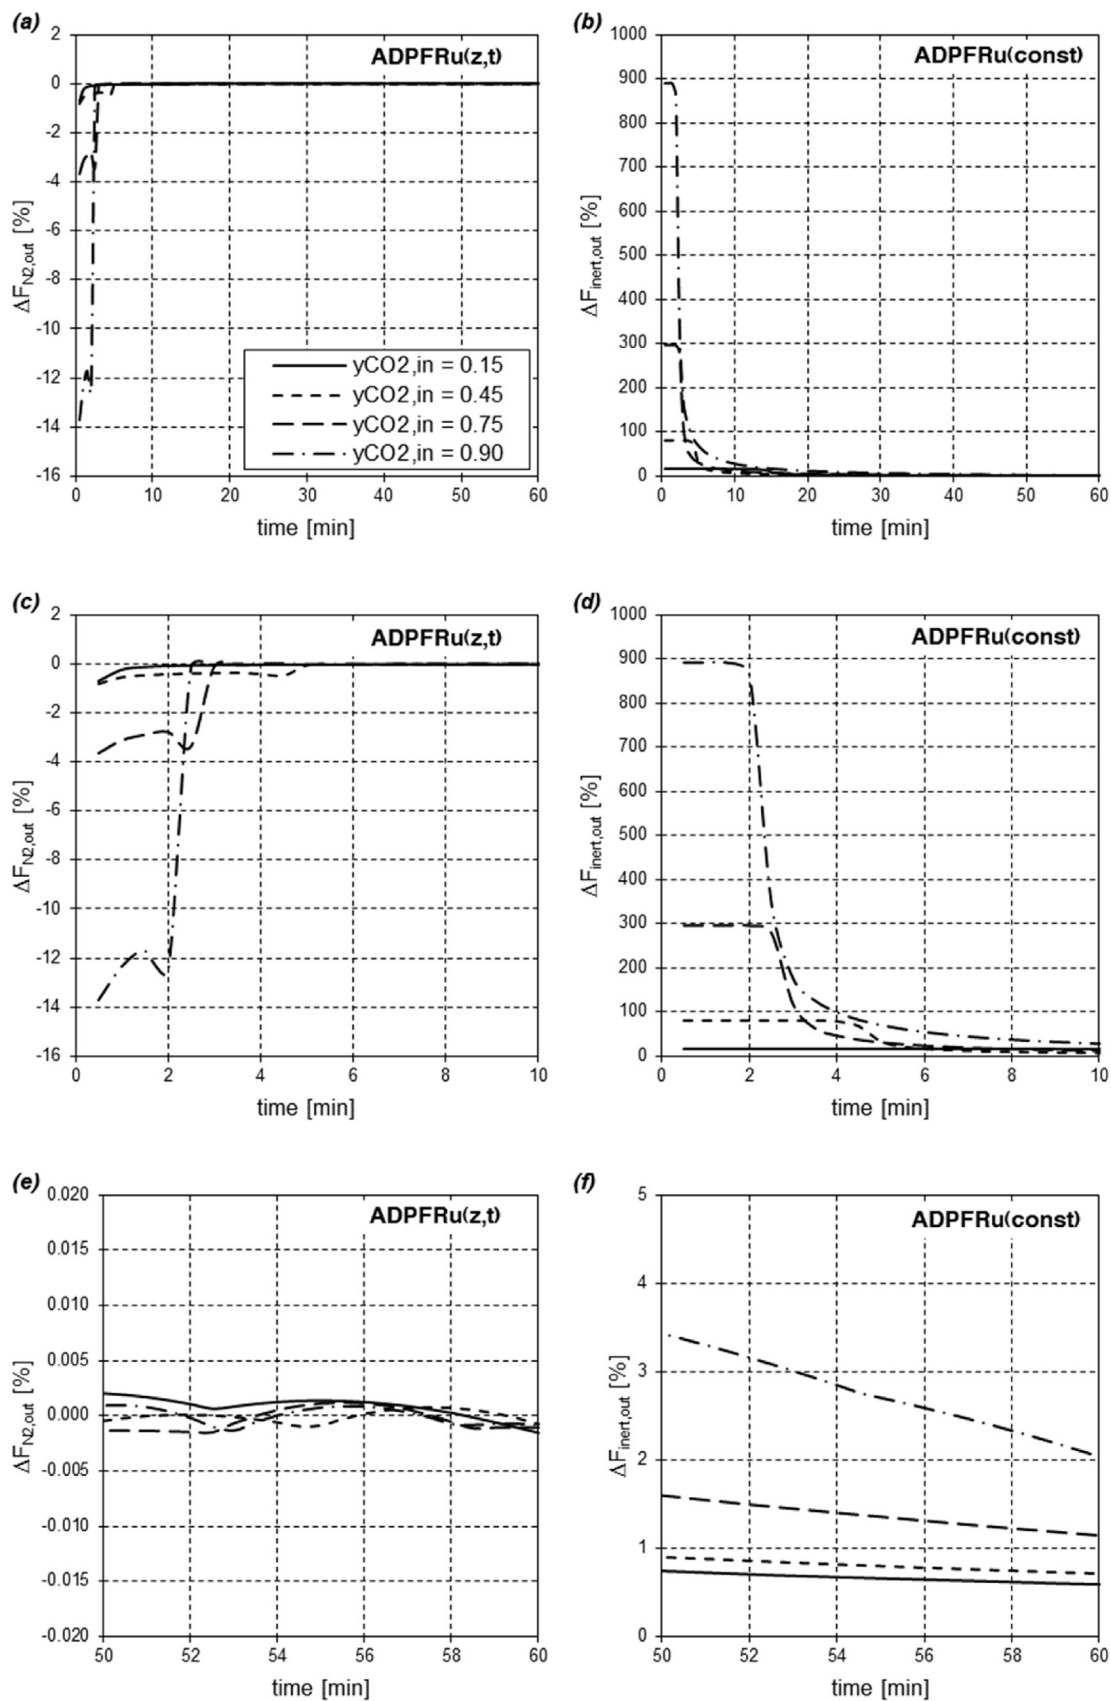 (a)
ADPFRu(z,t)
2
0
-2
-4
-6
-8
-10
-12
-14
-16
ΔF_N2,out [%]
yCO2,in = 0.15
yCO2,in = 0.45
yCO2,in = 0.75
yCO2,in = 0.90
0 10 20 30 40 50 60
time [min]
(b)
ADPFRu(const)
1000
900
800
700
600
500
400
300
200
100
0
ΔF_inert,out [%]
0 10 20 30 40 50 60
time [min]
(c)
ADPFRu(z,t)
2
0
-2
-4
-6
-8
-10
-12
-14
-16
ΔF_N2,out [%]
0 2 4 6 8 10
time [min]
(d)
ADPFRu(const)
1000
900
800
700
600
500
400
300
200
100
0
ΔF_inert,out [%]
0 2 4 6 8 10
time [min]
(e)
ADPFRu(z,t)
0.020
0.015
0.010
0.005
0.000
-0.005
-0.010
-0.015
-0.020
ΔF_N2,out [%]
50 52 54 56 58 60
time [min]
(f)
ADPFRu(const)
5
4
3
2
1
0
ΔF_inert,out [%]
50 52 54 56 58 60
time [min]